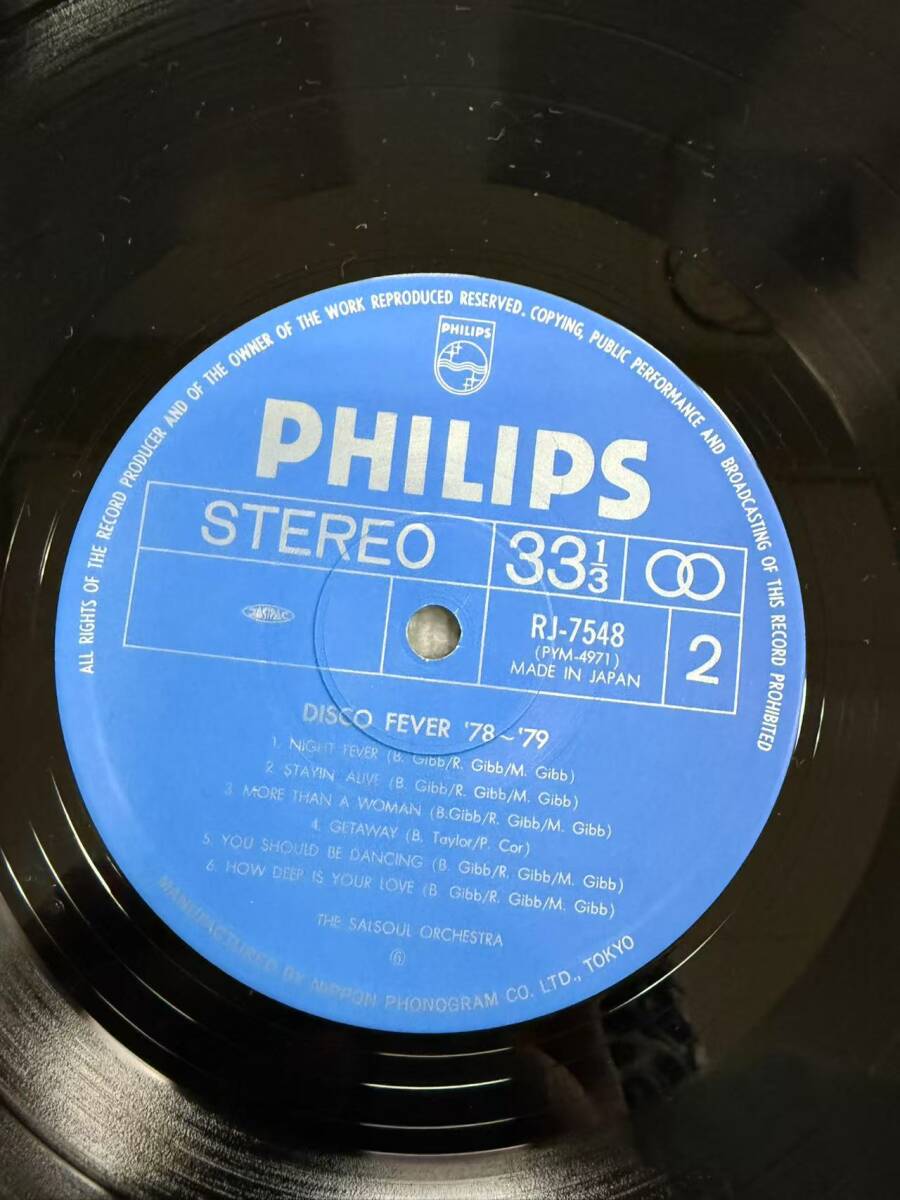 ALL RIGHTS OF THE RECORD PRODUCER AND OF THE OWNER OF THE WORK REPRODUCED RESERVED. COPYING, PUBLIC PERFORMANCE AND BROADCASTING OF THIS RECORD PROHIBITED
PHILIPS
PHILIPS
STEREO
33 1/3
JASRAC
RJ-7548
(PYM-4971)
MADE IN JAPAN
2
DISCO FEVER '78~'79
1. NIGHT FEVER (B. Gibb/R. Gibb/M. Gibb)
2. STAYIN' ALIVE (B. Gibb/R. Gibb/M. Gibb)
3. MORE THAN A WOMAN (B.Gibb/R. Gibb/M. Gibb)
4. GETAWAY (B. Taylor/P. Cor)
5. YOU SHOULD BE DANCING (B. Gibb/R. Gibb/M. Gibb)
6. HOW DEEP IS YOUR LOVE (B. Gibb/R. Gibb/M. Gibb)
THE SALSOUL ORCHESTRA
⑥
MANUFACTURED BY NIPPON PHONOGRAM CO. LTD., TOKYO